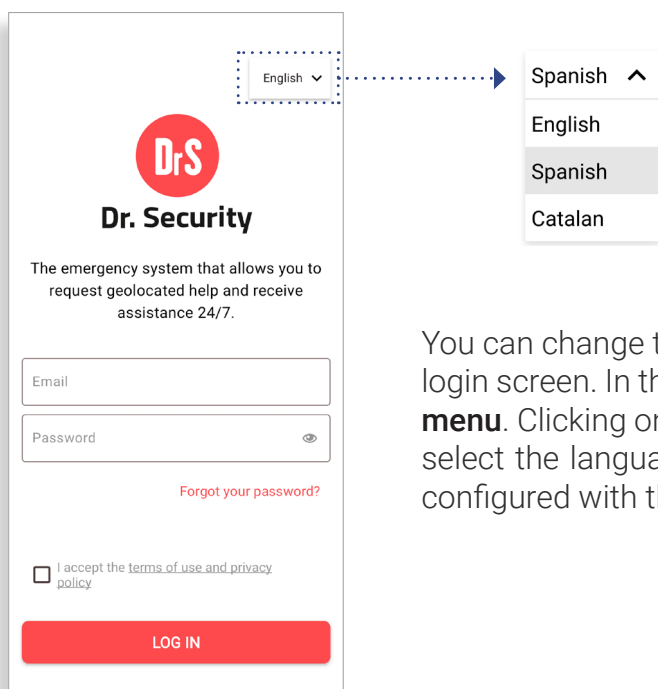 English
DrS
Dr. Security
The emergency system that allows you to
request geolocated help and receive
assistance 24/7.
Email
Password
Forgot your password?
I accept the terms of use and privacy
policy
LOG IN
Spanish
English
Spanish
Catalan
You can change
login screen. In
menu. Clicking
select the
configured with